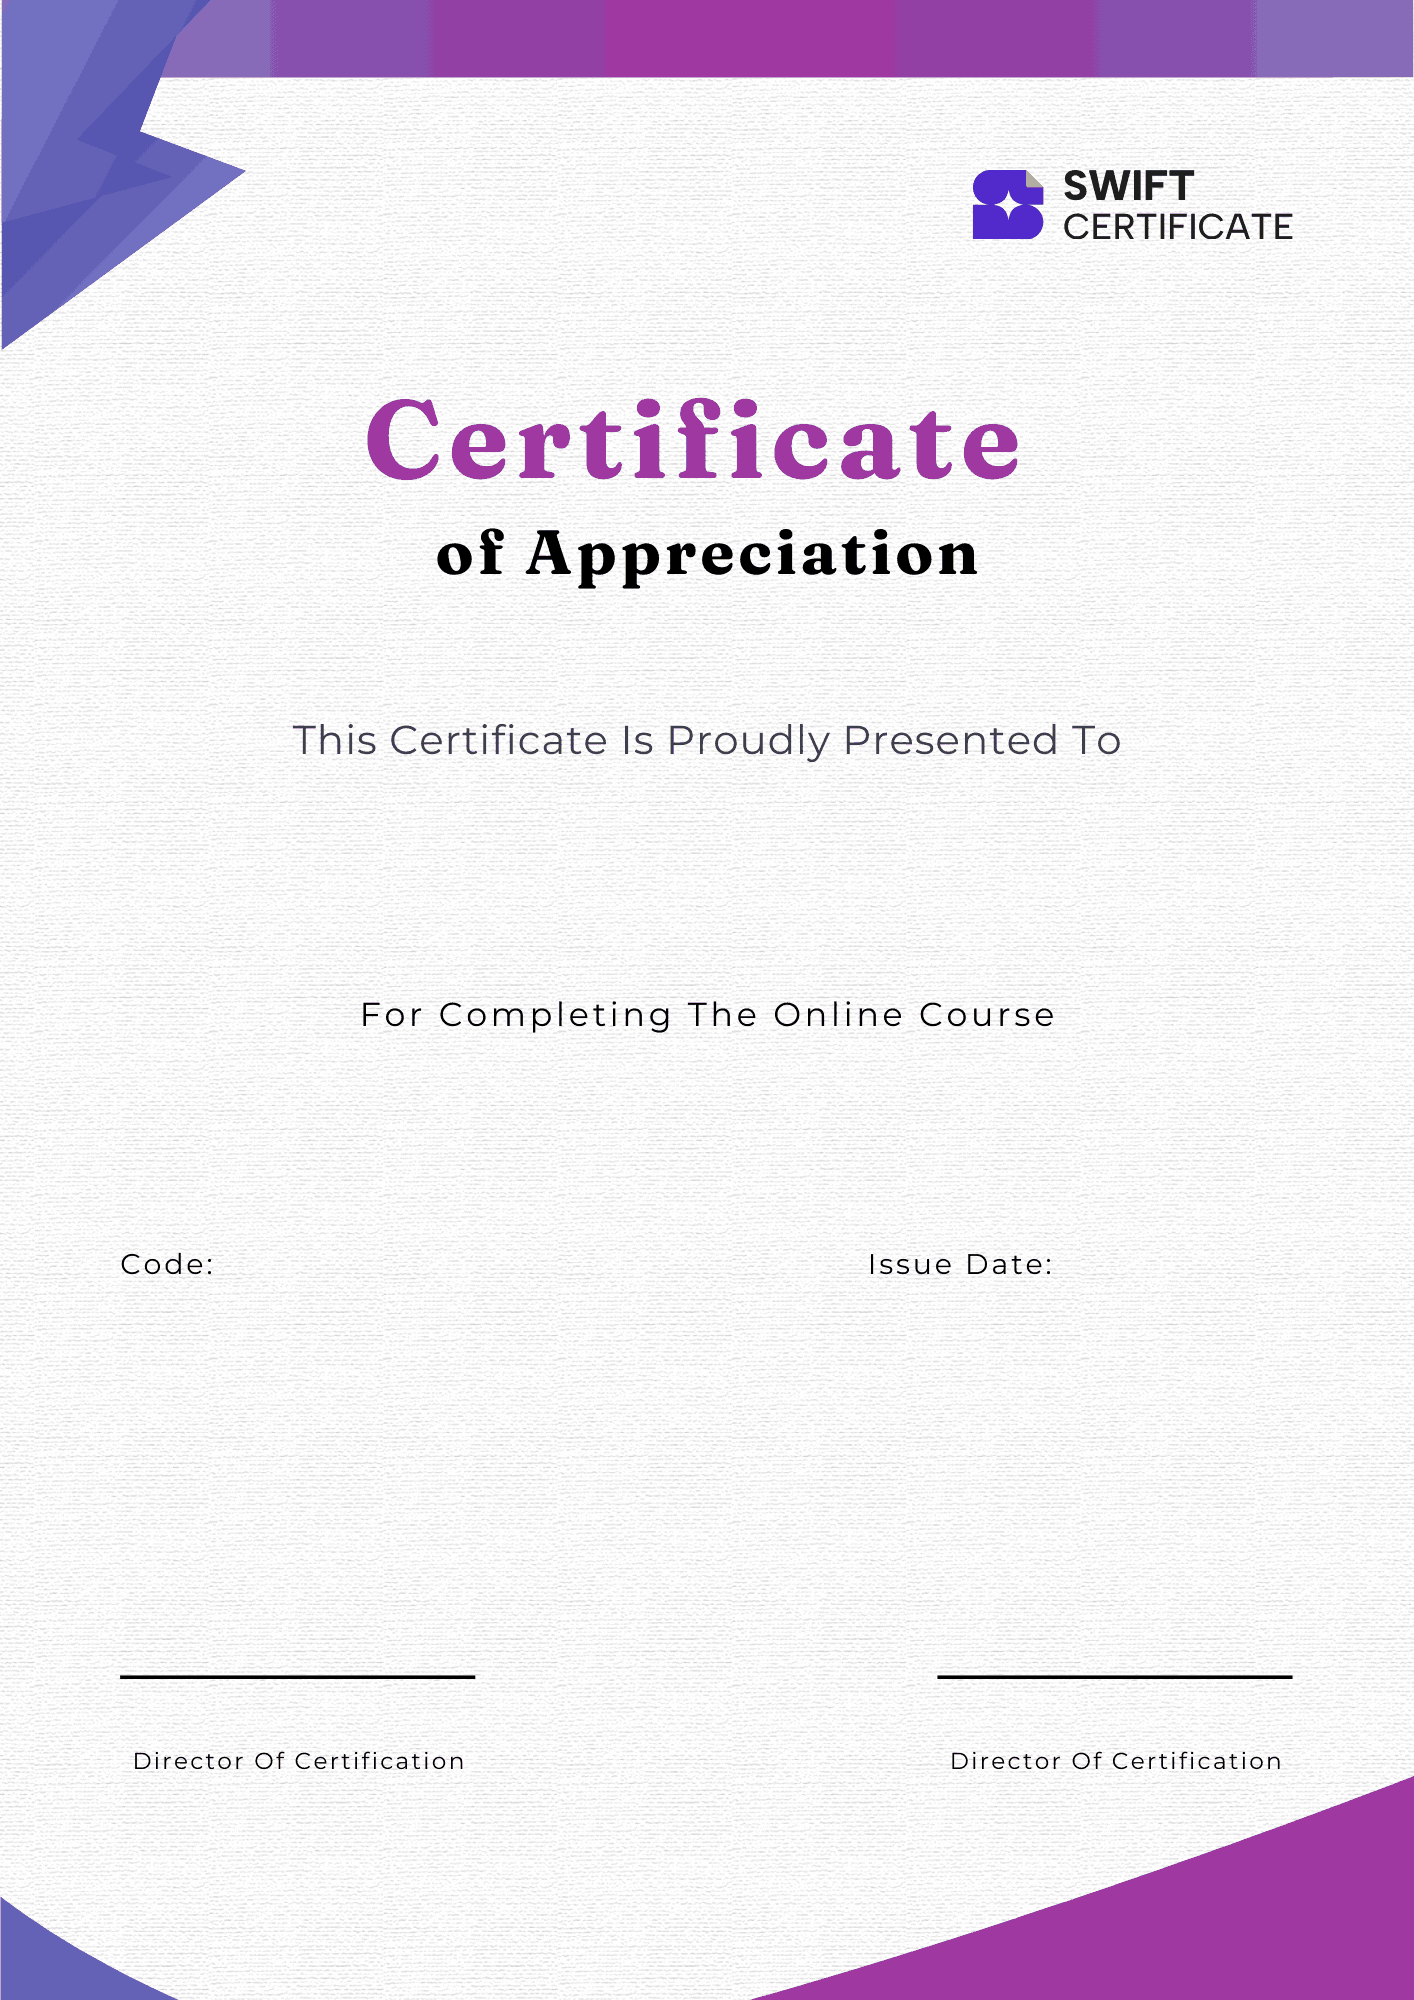 SWIFT
CERTIFICATE
Certificate
of Appreciation
This Certificate Is Proudly Presented To
For Completing The Online Course
Code:
Issue Date:
Director Of Certification
Director Of Certification